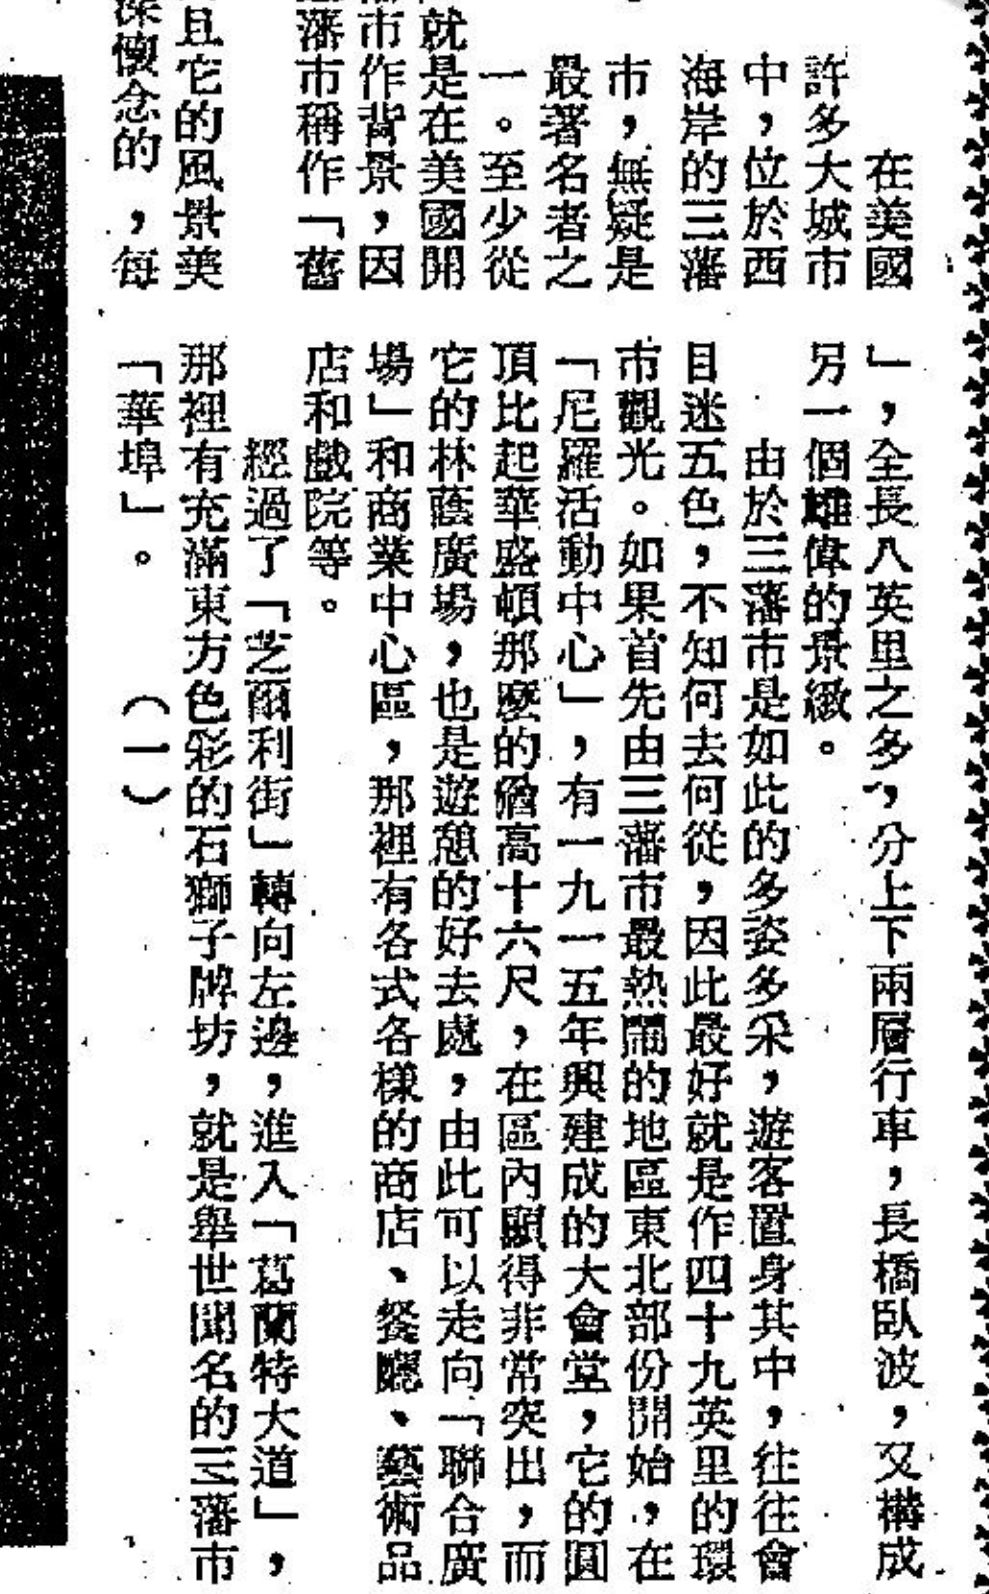 在美國
許多大城市
中，位於西
海岸的三藩
市，無疑是
最著名者之
一。至少從
就是在美國開
市作背景，因
藩市稱作「舊
且它的風景美
深懷念的，每
」，全長八英里之多，分上下兩層行車，長橋臥波，又構成
另一個雄偉的景緻。
由於三藩市是如此的多姿多采，遊客置身其中，往往會
目迷五色，不知何去何從，因此最好就是作四十九英里的環
市觀光。如果首先由三藩市最熱鬧的地區東北部份開始，在
「尼羅活動中心」，有一九一五年興建成的大會堂，它的圓
頂比起華盛頓那麼的還高十六尺，在區內顯得非常突出，而
它的林蔭廣場，也是遊憩的好去處，由此可以走向「聯合廣
場」和商業中心區，那裡有各式各樣的商店、餐廳、藝術品
店和戲院等。
經過了「芝爾利街」轉向左邊，進入「葛蘭特大道」，
那裡有充滿東方色彩的石獅子牌坊，就是舉世聞名的三藩市
「華埠」。（一）